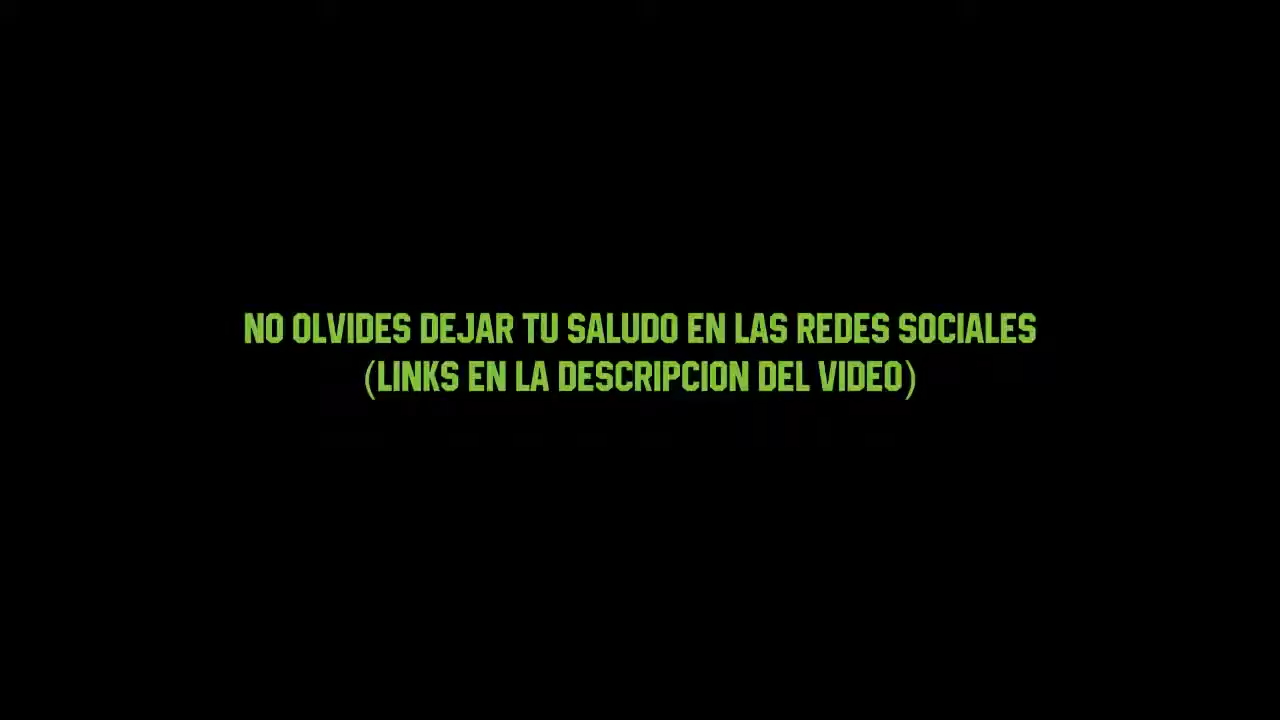 NO OLVIDES DEJAR TU SALUDO EN LAS REDES SOCIALES
(LINKS EN LA DESCRIPCION DEL VIDEO)